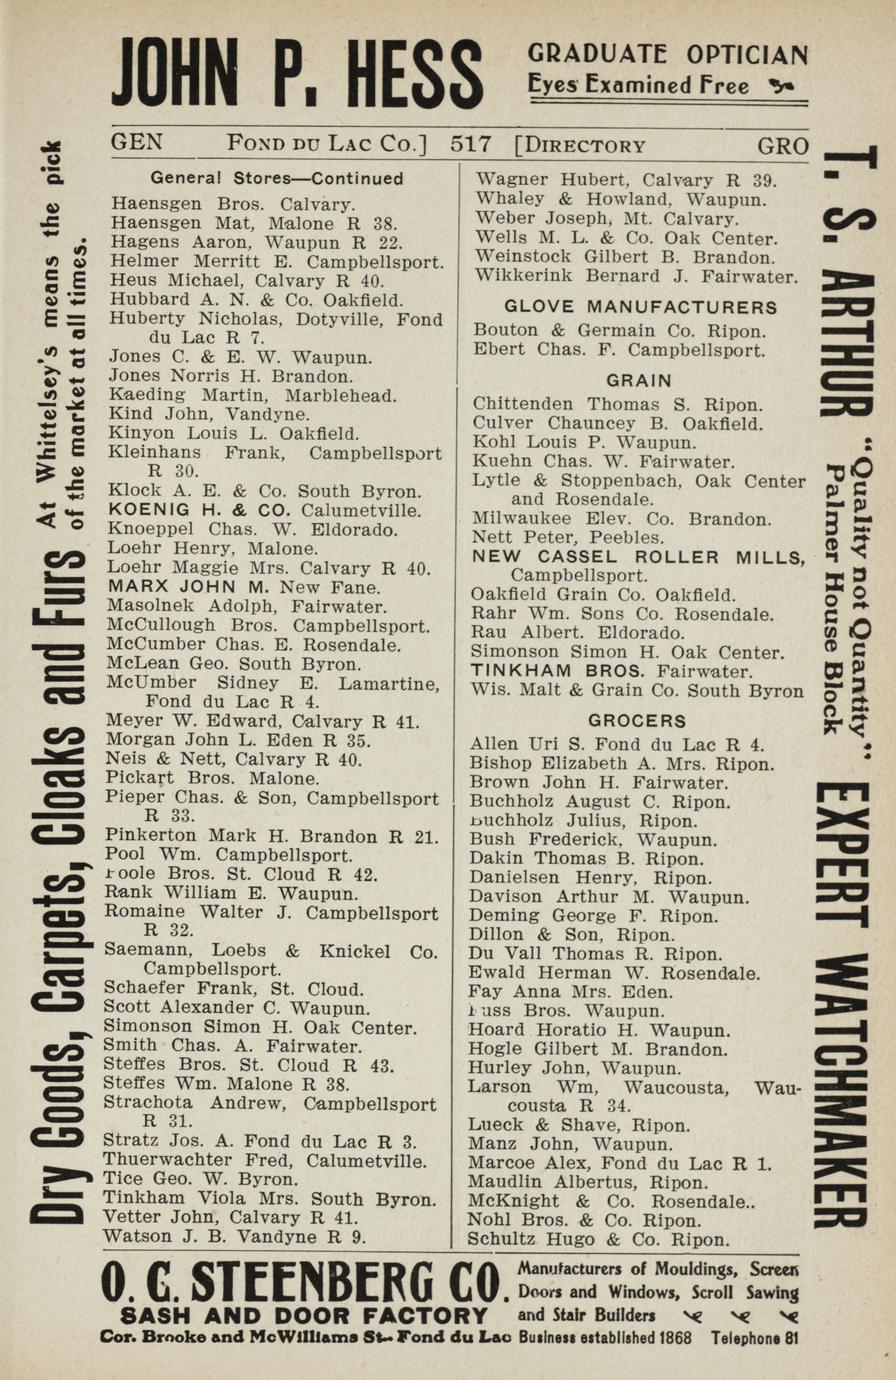 JOHN P. HESS
GRADUATE OPTICIAN
Eyes Examined Free
GEN FOND DU LAC CO.] 517 [DIRECTORY GRO
General Stores—Continued
Haensgen Bros. Calvary.
Haensgen Mat, Malone R 38.
Hagens Aaron, Waupun R 22.
Helmer Merritt E. Campbellsport.
Heus Michael, Calvary R 40.
Hubbard A. N. & Co. Oakfield.
Huberty Nicholas, Dotyville, Fond
du Lac R 7.
Jones C. & E. W. Waupun.
Jones Norris H. Brandon.
Kaeding Martin, Marblehead.
Kind John, Vandyne.
Kinyon Louis L. Oakfield.
Kleinhans Frank, Campbellsport
R 30.
Klock A. E. & Co. South Byron.
KOENIG H. & CO. Calumetville.
Knoeppel Chas. W. Eldorado.
Loehr Henry, Malone.
Loehr Maggie Mrs. Calvary R 40.
MARX JOHN M. New Fane.
Masolnek Adolph, Fairwater.
McCullough Bros. Campbellsport.
McCumber Chas. E. Rosendale.
McLean Geo. South Byron.
McUmber Sidney E. Lamartine,
Fond du Lac R 4.
Meyer W. Edward, Calvary R 41.
Morgan John L. Eden R 35.
Neis & Nett, Calvary R 40.
Pickart Bros. Malone.
Pieper Chas. & Son, Campbellsport
R 33.
Pinkerton Mark H. Brandon R 21.
Pool Wm. Campbellsport.
Poole Bros. St. Cloud R 42.
Rank William E. Waupun.
Romaine Walter J. Campbellsport
R 32.
Saemann, Loebs & Knickel Co.
Campbellsport.
Schaefer Frank, St. Cloud.
Scott Alexander C. Waupun.
Simonson Simon H. Oak Center.
Smith Chas. A. Fairwater.
Steffes Bros. St. Cloud R 43.
Steffes Wm. Malone R 38.
Strachota Andrew, Campbellsport
R 31.
Stratz Jos. A. Fond du Lac R 3.
Thuerwachter Fred, Calumetville.
Tice Geo. W. Byron.
Tinkham Viola Mrs. South Byron.
Vetter John, Calvary R 41.
Watson J. B. Vandyne R 9.
Wagner Hubert, Calvary R 39.
Whaley & Howland, Waupun.
Weber Joseph, Mt. Calvary.
Wells M. L. & Co. Oak Center.
Weinstock Gilbert B. Brandon.
Wikkerink Bernard J. Fairwater.
GLOVE MANUFACTURERS
Bouton & Germain Co. Ripon.
Ebert Chas. F. Campbellsport.
GRAIN
Chittenden Thomas S. Ripon.
Culver Chauncey B. Oakfield.
Kohl Louis P. Waupun.
Kuehn Chas. W. Fairwater.
Lytle & Stoppenbach, Oak Center
and Rosendale.
Milwaukee Elev. Co. Brandon.
Nett Peter, Peebles.
NEW CASSEL ROLLER MILLS,
Campbellsport.
Oakfield Grain Co. Oakfield.
Rahr Wm. Sons Co. Rosendale.
Rau Albert. Eldorado.
Simonson Simon H. Oak Center.
TINKHAM BROS. Fairwater.
Wis. Malt & Grain Co. South Byron
GROCERS
Allen Uri S. Fond du Lac R 4.
Bishop Elizabeth A. Mrs. Ripon.
Brown John H. Fairwater.
Buchholz August C. Ripon.
Buchholz Julius, Ripon.
Bush Frederick, Waupun.
Dakin Thomas B. Ripon.
Danielsen Henry, Ripon.
Davison Arthur M. Waupun.
Deming George F. Ripon.
Dillon & Son, Ripon.
Du Vall Thomas R. Ripon.
Ewald Herman W. Rosendale.
Fay Anna Mrs. Eden.
Bros. Waupun.
Hoard Horatio H. Waupun.
Hogle Gilbert M. Brandon.
Hurley John, Waupun.
Larson Wm, Waucousta, Wau-
cousta R 34.
Lueck & Shave, Ripon.
Manz John, Waupun.
Marcoe Alex, Fond du Lac R 1.
Maudlin Albertus, Ripon.
McKnight & Co. Rosendale..
Nohl Bros. & Co. Ripon.
Schultz Hugo & Co. Ripon.
Dry Goods, Carpets, Cloaks and Furs
At Whittelsey's means the pick
of the market at all times.
T. S. ARTHUR
"Quality not Quantity"
Palmer House Block
EXPERT WATCHMAKER
O. C. STEENBERG CO.
SASH AND DOOR FACTORY
Cor. Brooke and McWilliams St- Fond du Lac
Manufacturers of Mouldings, Screen
Doors and Windows, Scroll Sawing
and Stair Builders
Business established 1868 Telephone 81